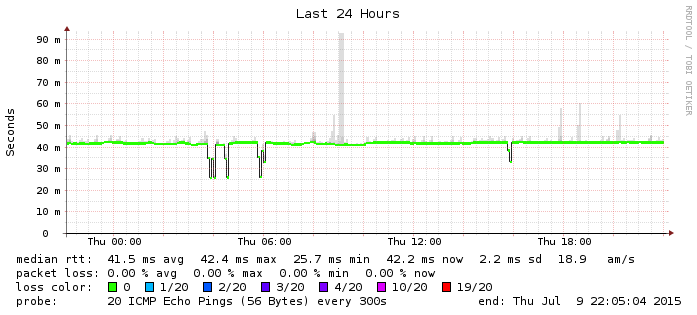 Last 24 Hours
RRDTOOL / TOBI OETIKER
Seconds
90 m
80 m
70 m
60 m
50 m
40 m
30 m
20 m
10 m
0
Thu 00:00 Thu 06:00 Thu 12:00 Thu 18:00
median rtt: 41.5 ms avg 42.4 ms max 25.7 ms min 42.2 ms now 2.2 ms sd 18.9 am/s
packet loss: 0.00 % avg 0.00 % max 0.00 % min 0.00 % now
loss color: 0 1/20 2/20 3/20 4/20 10/20 19/20
probe: 20 ICMP Echo Pings (56 Bytes) every 300s end: Thu Jul 9 22:05:04 2015